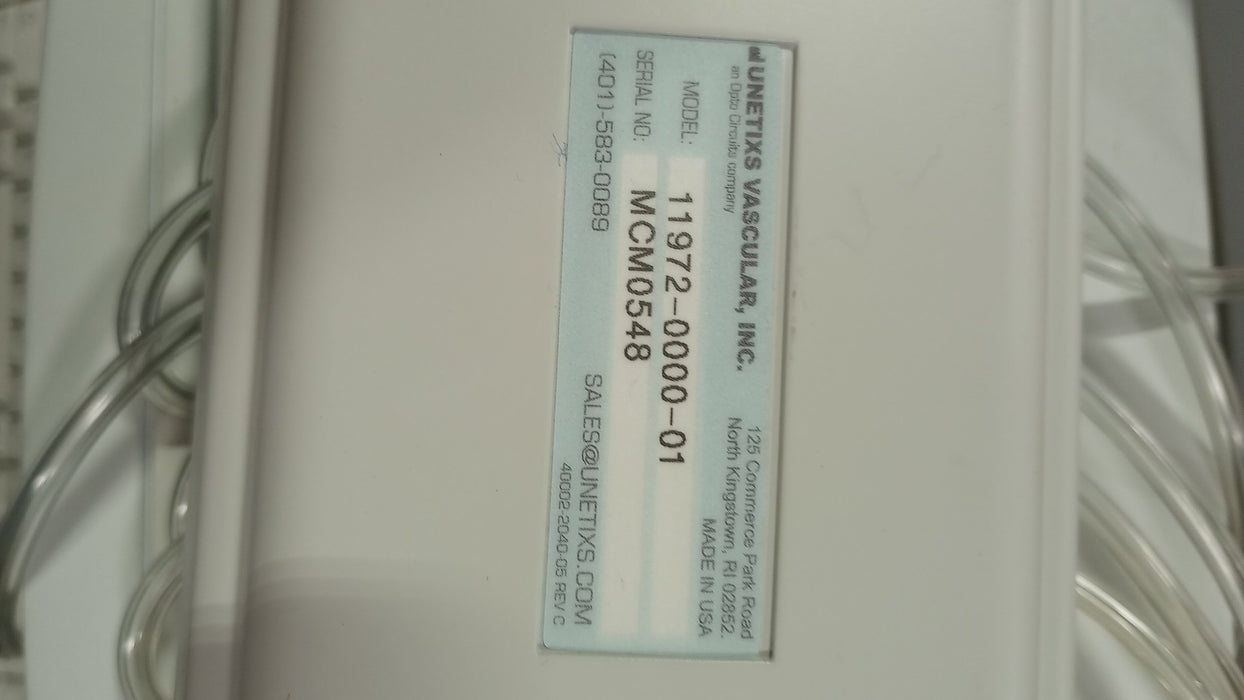 UNETIXS VASCULAR, INC.
an Opto Circuits company
125 Commerce Park Road
North Kingstown, RI 02852.
MADE IN USA
MODEL: 11972-0000-01
SERIAL NO: MCM0548
(401)-583-0089
SALES@UNETIXS.COM
40002-2040-05 REV C